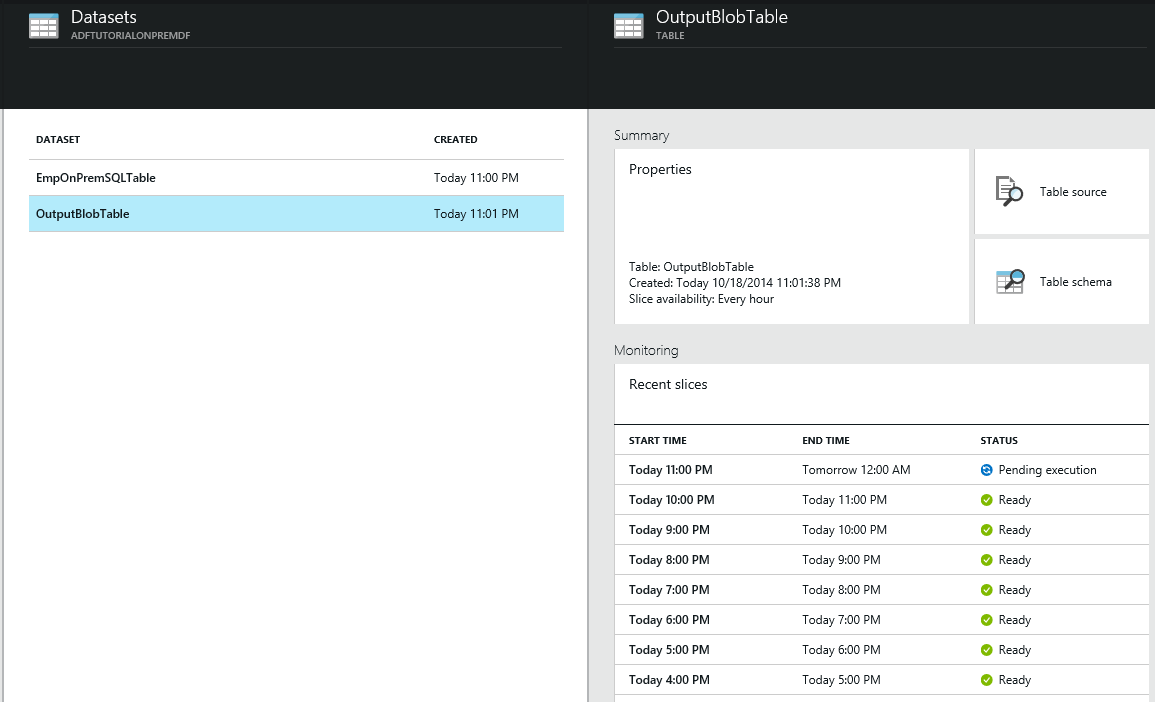 Datasets
ADFTUTORIALONPREMDF
DATASET CREATED
EmpOnPremSQLTable Today 11:00 PM
OutputBlobTable Today 11:01 PM
OutputBlobTable
TABLE
Summary
Properties
Table: OutputBlobTable
Created: Today 10/18/2014 11:01:38 PM
Slice availability: Every hour
Table source
Table schema
Monitoring
Recent slices
START TIME END TIME STATUS
Today 11:00 PM Tomorrow 12:00 AM Pending execution
Today 10:00 PM Today 11:00 PM Ready
Today 9:00 PM Today 10:00 PM Ready
Today 8:00 PM Today 9:00 PM Ready
Today 7:00 PM Today 8:00 PM Ready
Today 6:00 PM Today 7:00 PM Ready
Today 5:00 PM Today 6:00 PM Ready
Today 4:00 PM Today 5:00 PM Ready